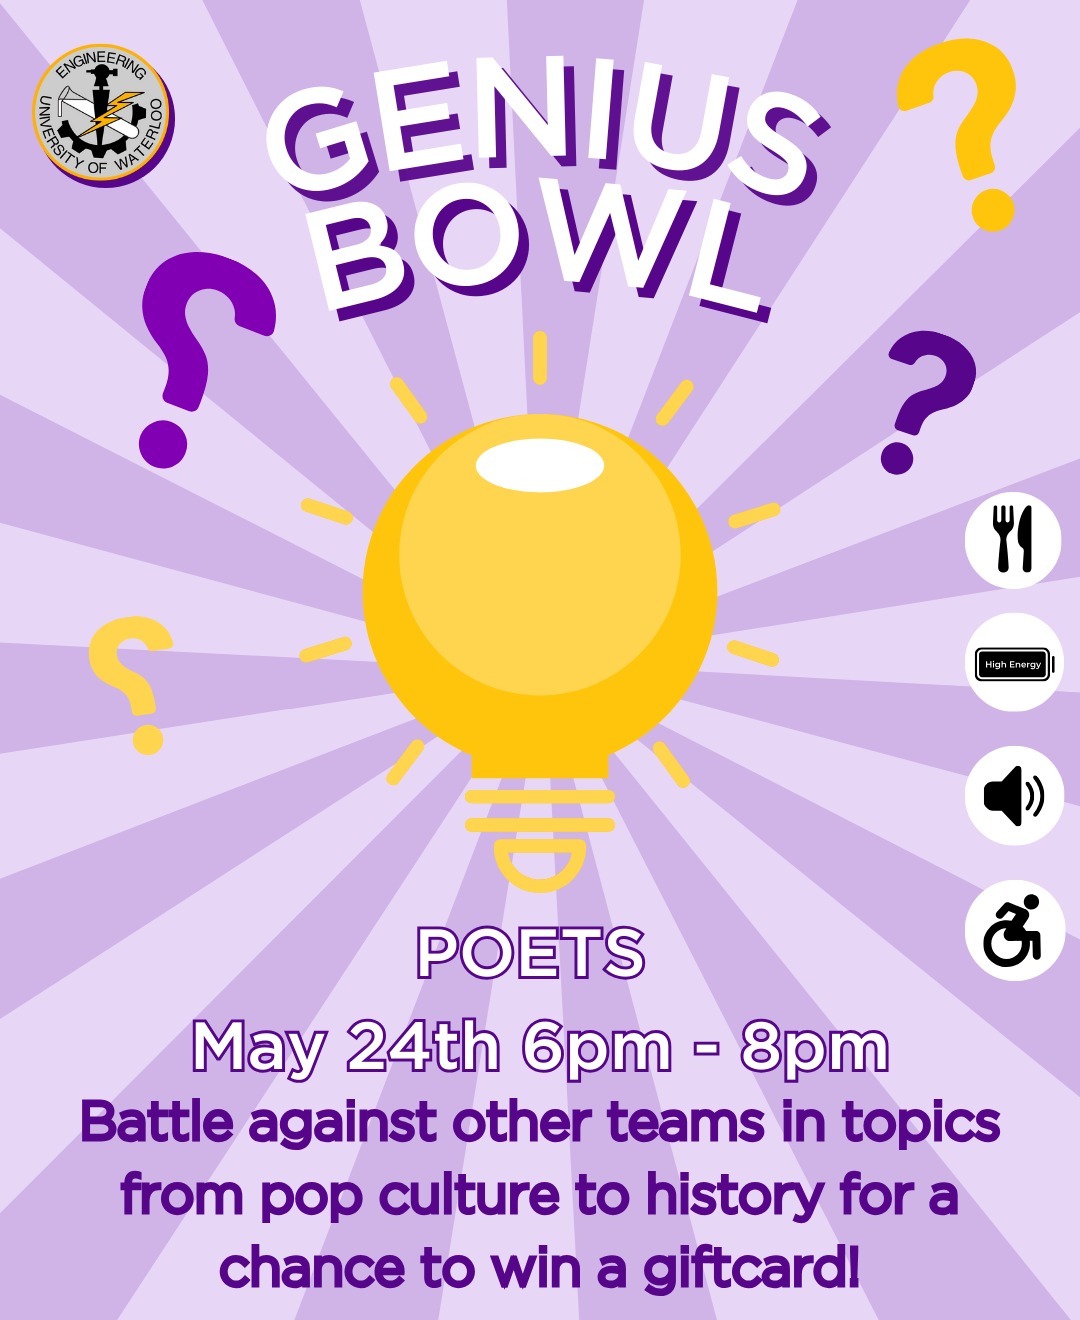 ENGINEERING
UNIVERSITY OF WATERLOO
GENIUS
BOWL
High Energy
POETS
May 24th 6pm - 8pm
Battle against other teams in topics
from pop culture to history for a
chance to win a giftcard!